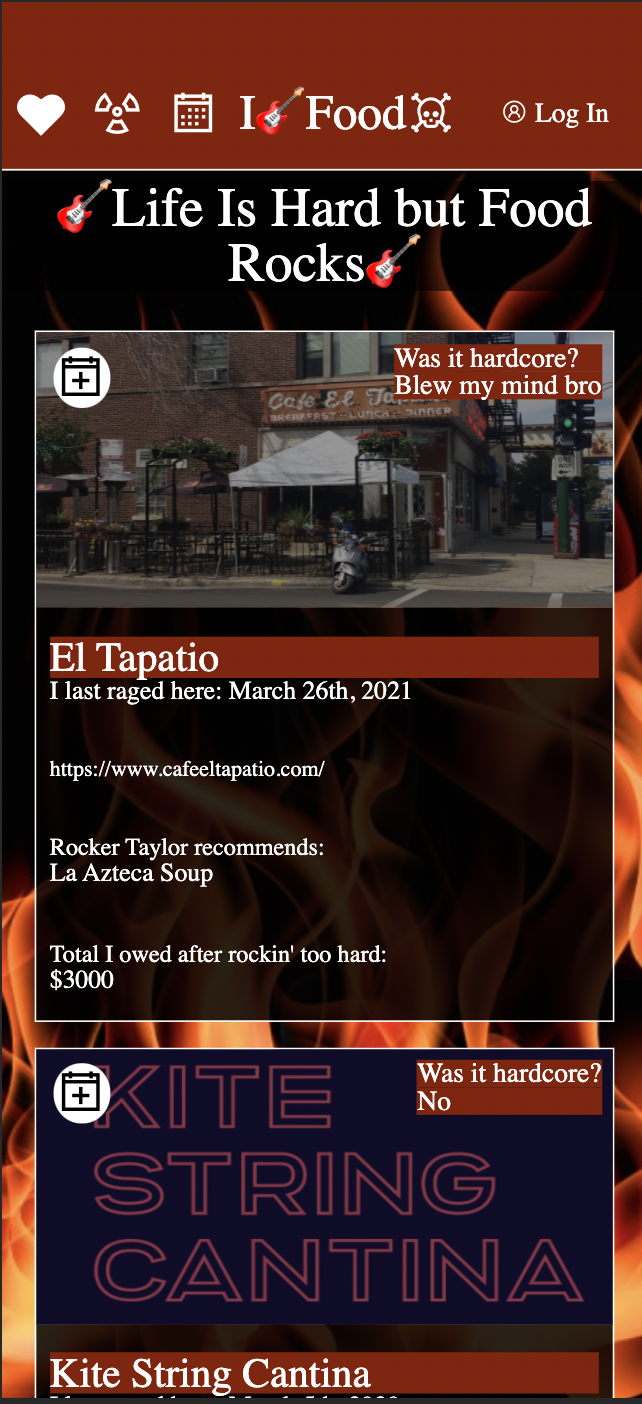 I🎸Food☠ Log In
🎸Life Is Hard but Food
Rocks🎸
Was it hardcore?
Blew my mind bro
Cafe El Tapatio
BREAKFAST - LUNCH - DINNER
El Tapatio
I last raged here: March 26th, 2021
https://www.cafeeltapatio.com/
Rocker Taylor recommends:
La Azteca Soup
Total I owed after rockin' too hard:
$3000
Was it hardcore?
No
KITE
STRING
CANTINA
Kite String Cantina